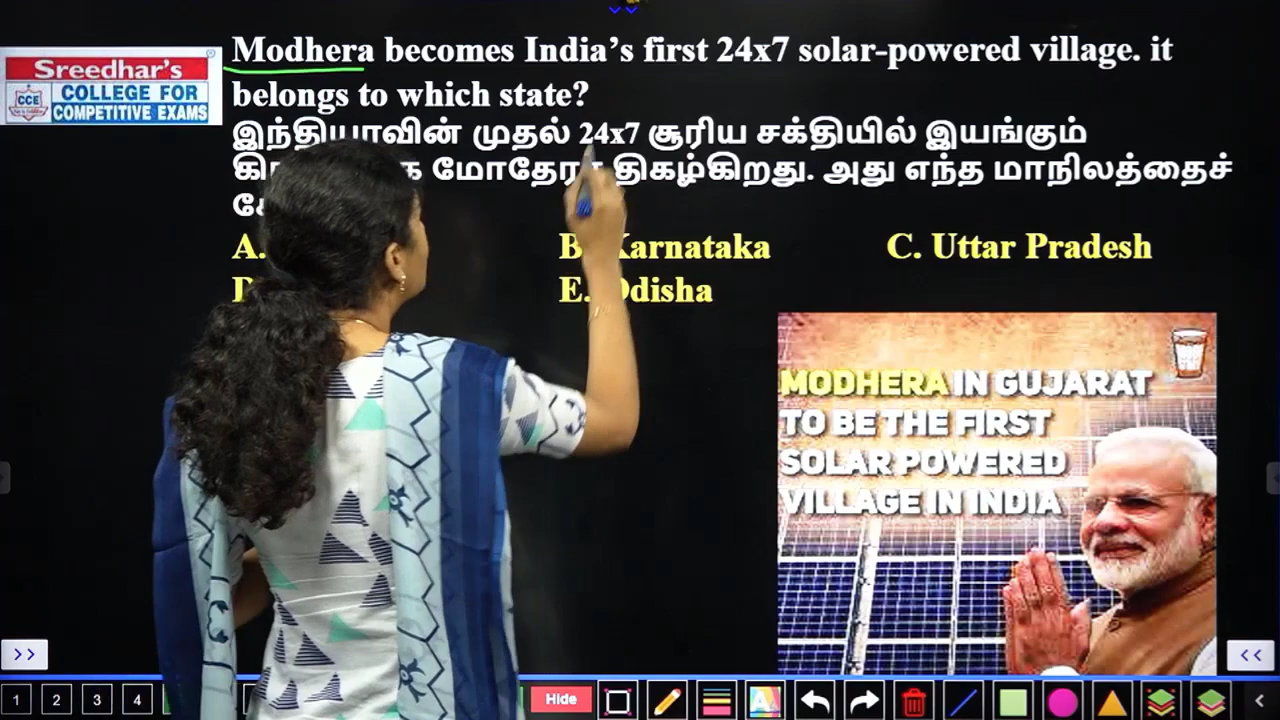 Modhera becomes India's first 24x7 solar-powered village. it
belongs to which state?
Sreedhar's
CCE
COLLEGE FOR
COMPETITIVE EXAMS
இந்தியாவின் முதல் 24x7 சூரிய சக்தியில் இயங்கும்
மோதேரா திகழ்கிறது. அது எந்த மாநிலத்தைச்
A.
B. Karnataka
C. Uttar Pradesh
E. Odisha
MODHERA IN GUJARAT
TO BE THE FIRST
SOLAR POWERED
VILLAGE IN INDIA
>>
<<
1 2 3 4
Hide